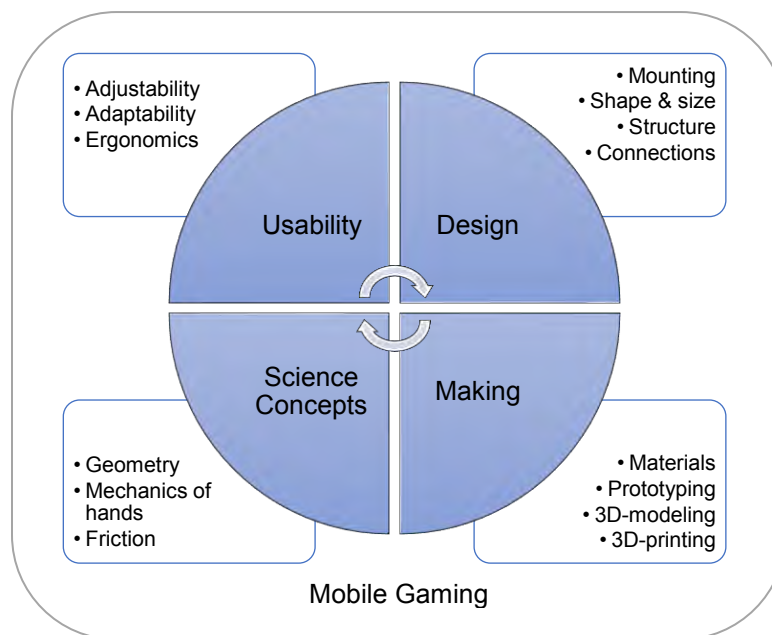 • Adjustability
• Adaptability
• Ergonomics
• Mounting
• Shape & size
• Structure
• Connections
Usability
Design
Science
Concepts
Making
• Geometry
• Mechanics of
hands
• Friction
• Materials
• Prototyping
• 3D-modeling
• 3D-printing
Mobile Gaming